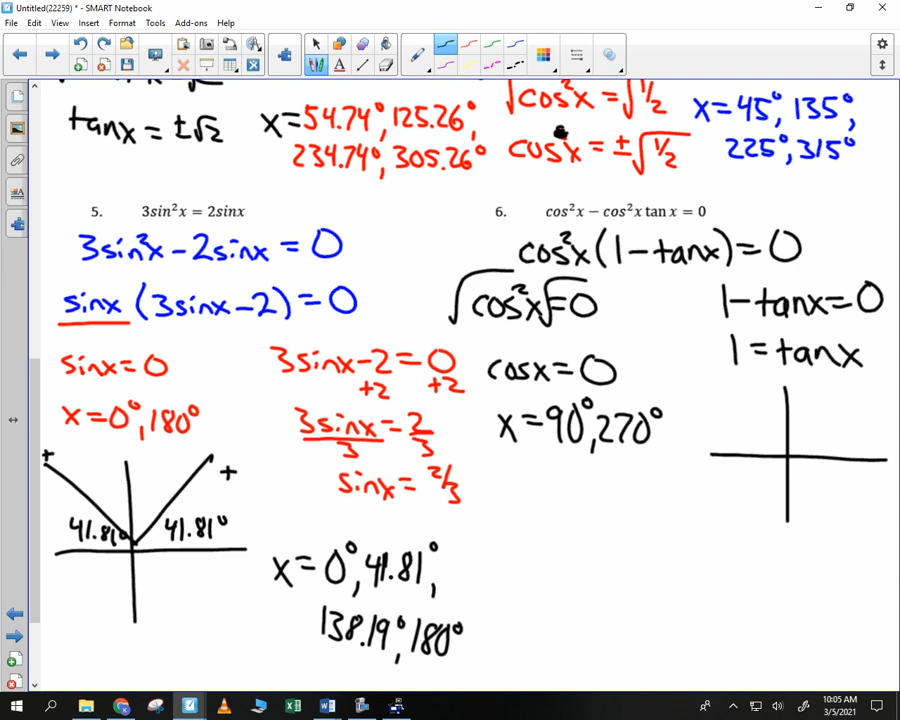 Untitled(22259) * - SMART Notebook
File Edit View Insert Format Tools Add-ons Help
tanx = ±√2
x=54.74°, 125.26°,
234.74°, 305.26°
√cos²x = √1/2
cosx = ±√1/2
x=45°, 135°,
225°, 315°
5. 3sin²x = 2sinx
3sin²x - 2sinx = 0
sinx (3sinx - 2) = 0
sinx = 0
x=0°, 180°
3sinx - 2 = 0
+2 +2
3sinx = 2
3 3
sinx = 2/3
+ +
41.81° 41.81°
x= 0°, 41.81°,
138.19°, 180°
6. cos²x − cos²x tan x = 0
cos²x (1 - tanx) = 0
√cos²x = √0
cosx = 0
x=90°, 270°
1 - tanx = 0
1 = tanx
10:05 AM
3/5/2021